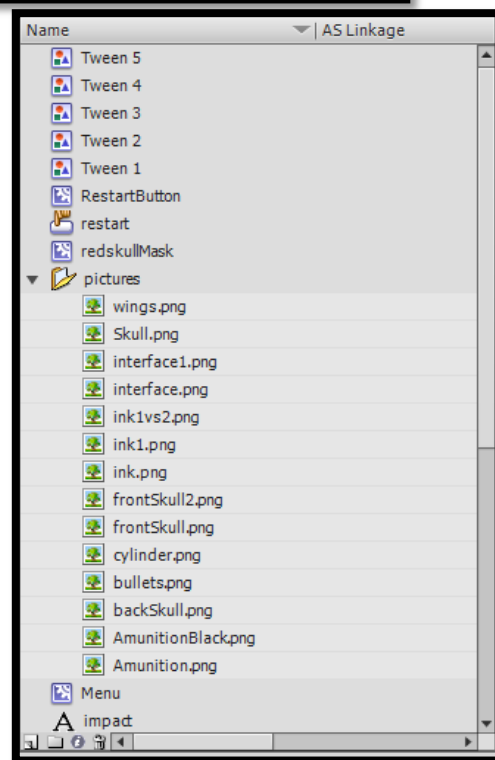 Name AS Linkage
Tween 5
Tween 4
Tween 3
Tween 2
Tween 1
RestartButton
restart
redskullMask
pictures
wings.png
Skull.png
interface1.png
interface.png
ink1vs2.png
ink1.png
ink.png
frontSkull2.png
frontSkull.png
cylinder.png
bullets.png
backSkull.png
AmunitionBlack.png
Amunition.png
Menu
A impact